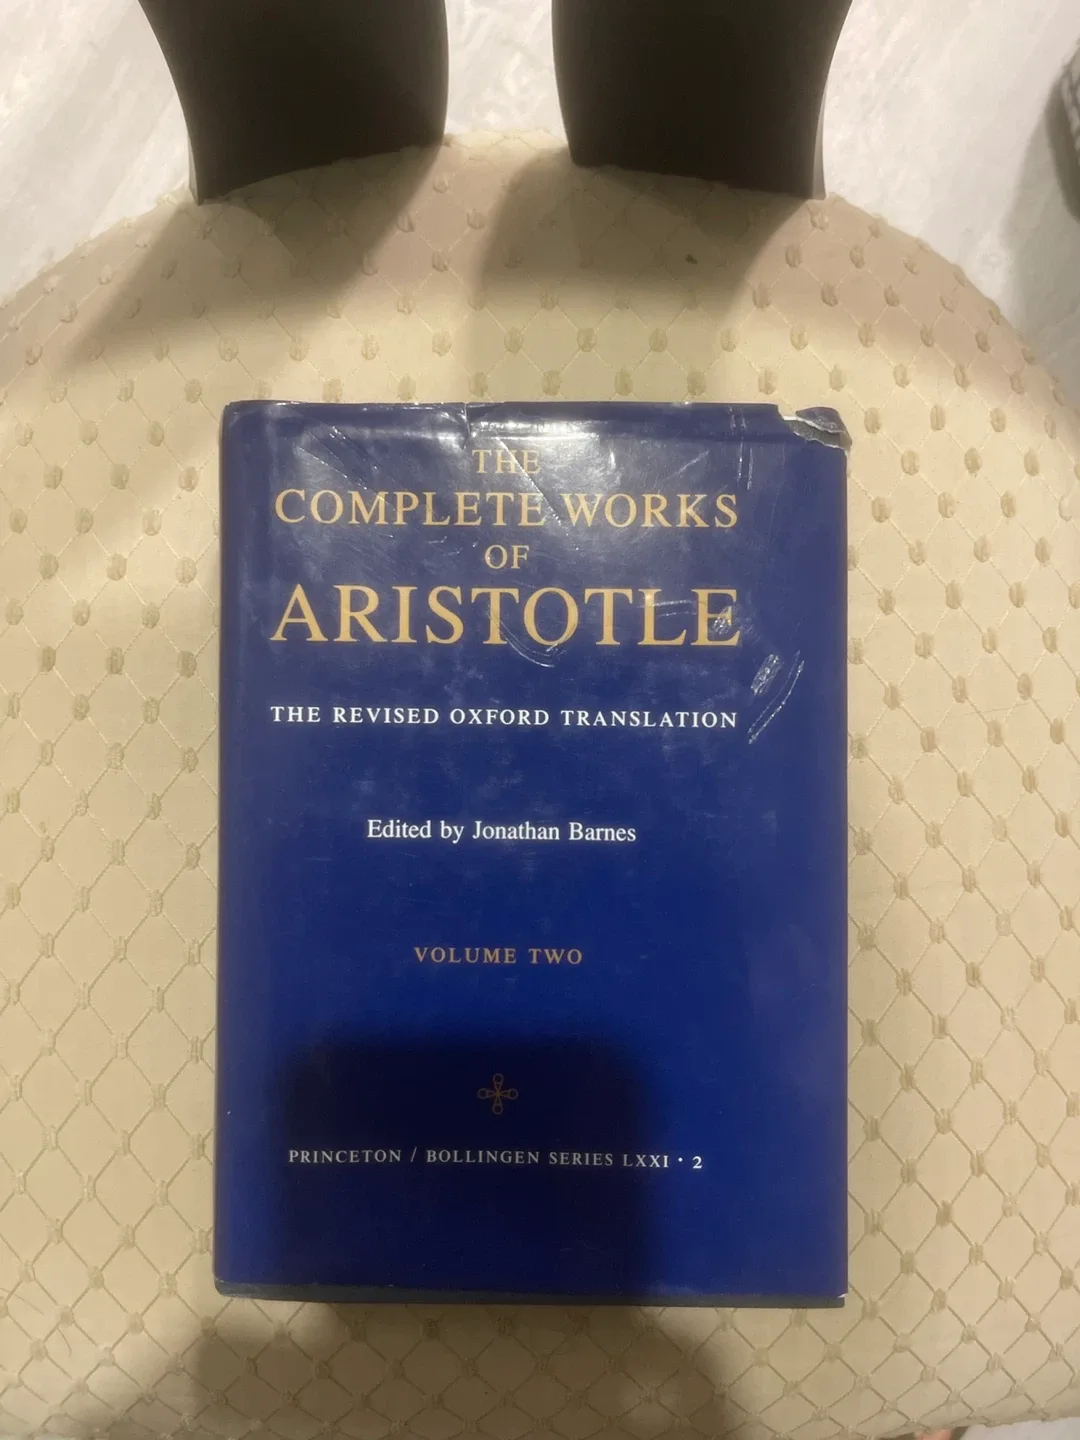 THE
COMPLETE WORKS
OF
ARISTOTLE
THE REVISED OXFORD TRANSLATION
Edited by Jonathan Barnes
VOLUME TWO
PRINCETON / BOLLINGEN SERIES LXXI · 2